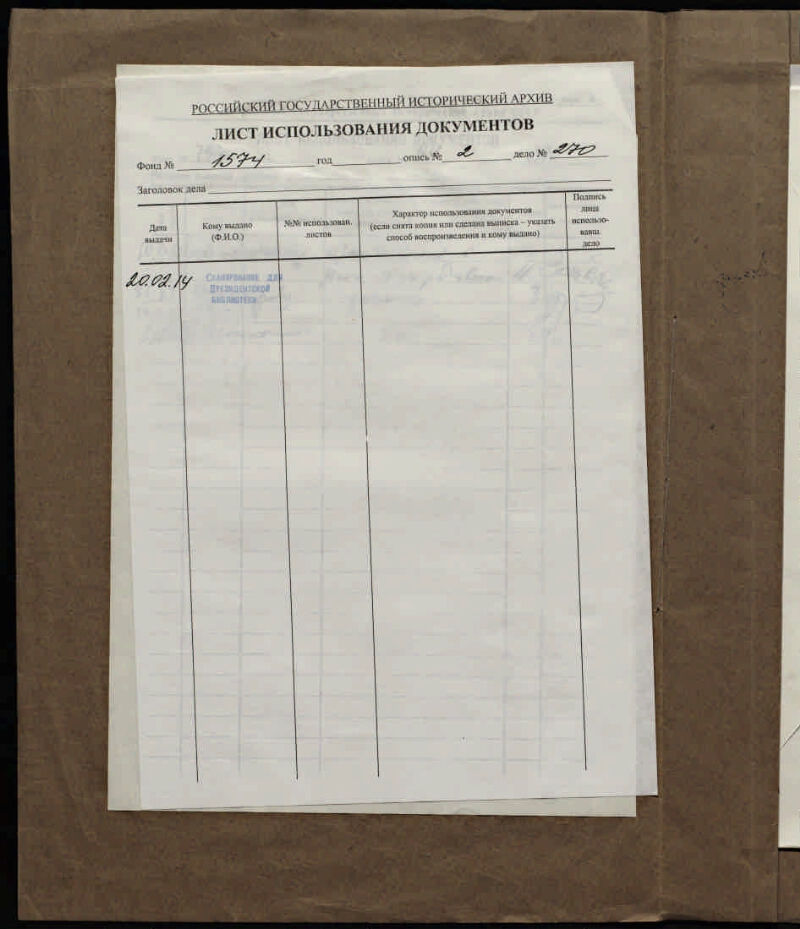 РОССИЙСКИЙ ГОСУДАРСТВЕННЫЙ ИСТОРИЧЕСКИЙ АРХИВ
ЛИСТ ИСПОЛЬЗОВАНИЯ ДОКУМЕНТОВ
Фонд № 1574 год опись № 2 дело № 270
Заголовок дела
Дата
выдачи
Кому выдано
(Ф.И.О.)
№№ использован.
листов
Характер использования документов
(если снята копия или сделана выписка – указать
способ воспроизведения и кому выдано)
Подпись
лица
использо-
вавш.
дело
20.02.14
Сканирование для
Президентской
библиотеки